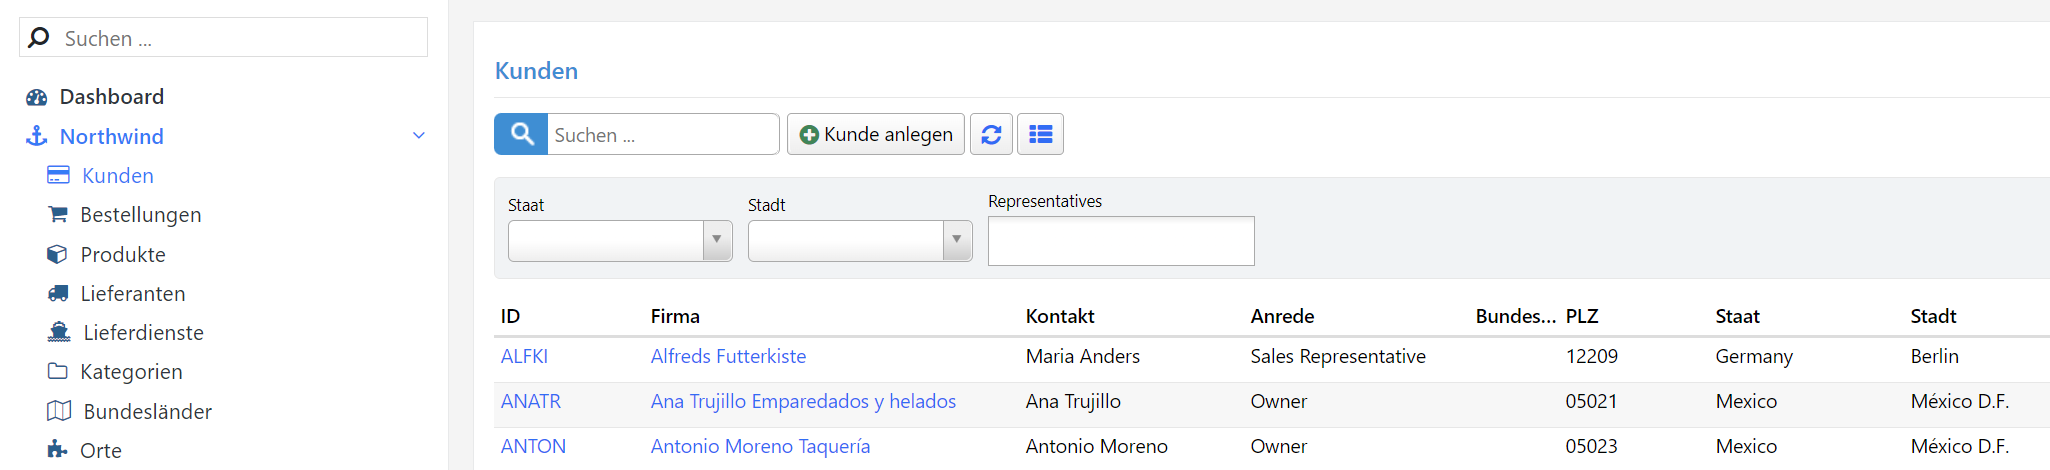 Suchen ...
Dashboard
Northwind
Kunden
Bestellungen
Produkte
Lieferanten
Lieferdienste
Kategorien
Bundesländer
Orte
Kunden
Suchen ... Kunde anlegen
Staat Stadt Representatives
ID Firma Kontakt Anrede Bundes... PLZ Staat Stadt
ALFKI Alfreds Futterkiste Maria Anders Sales Representative 12209 Germany Berlin
ANATR Ana Trujillo Emparedados y helados Ana Trujillo Owner 05021 Mexico México D.F.
ANTON Antonio Moreno Taquería Antonio Moreno Owner 05023 Mexico México D.F.